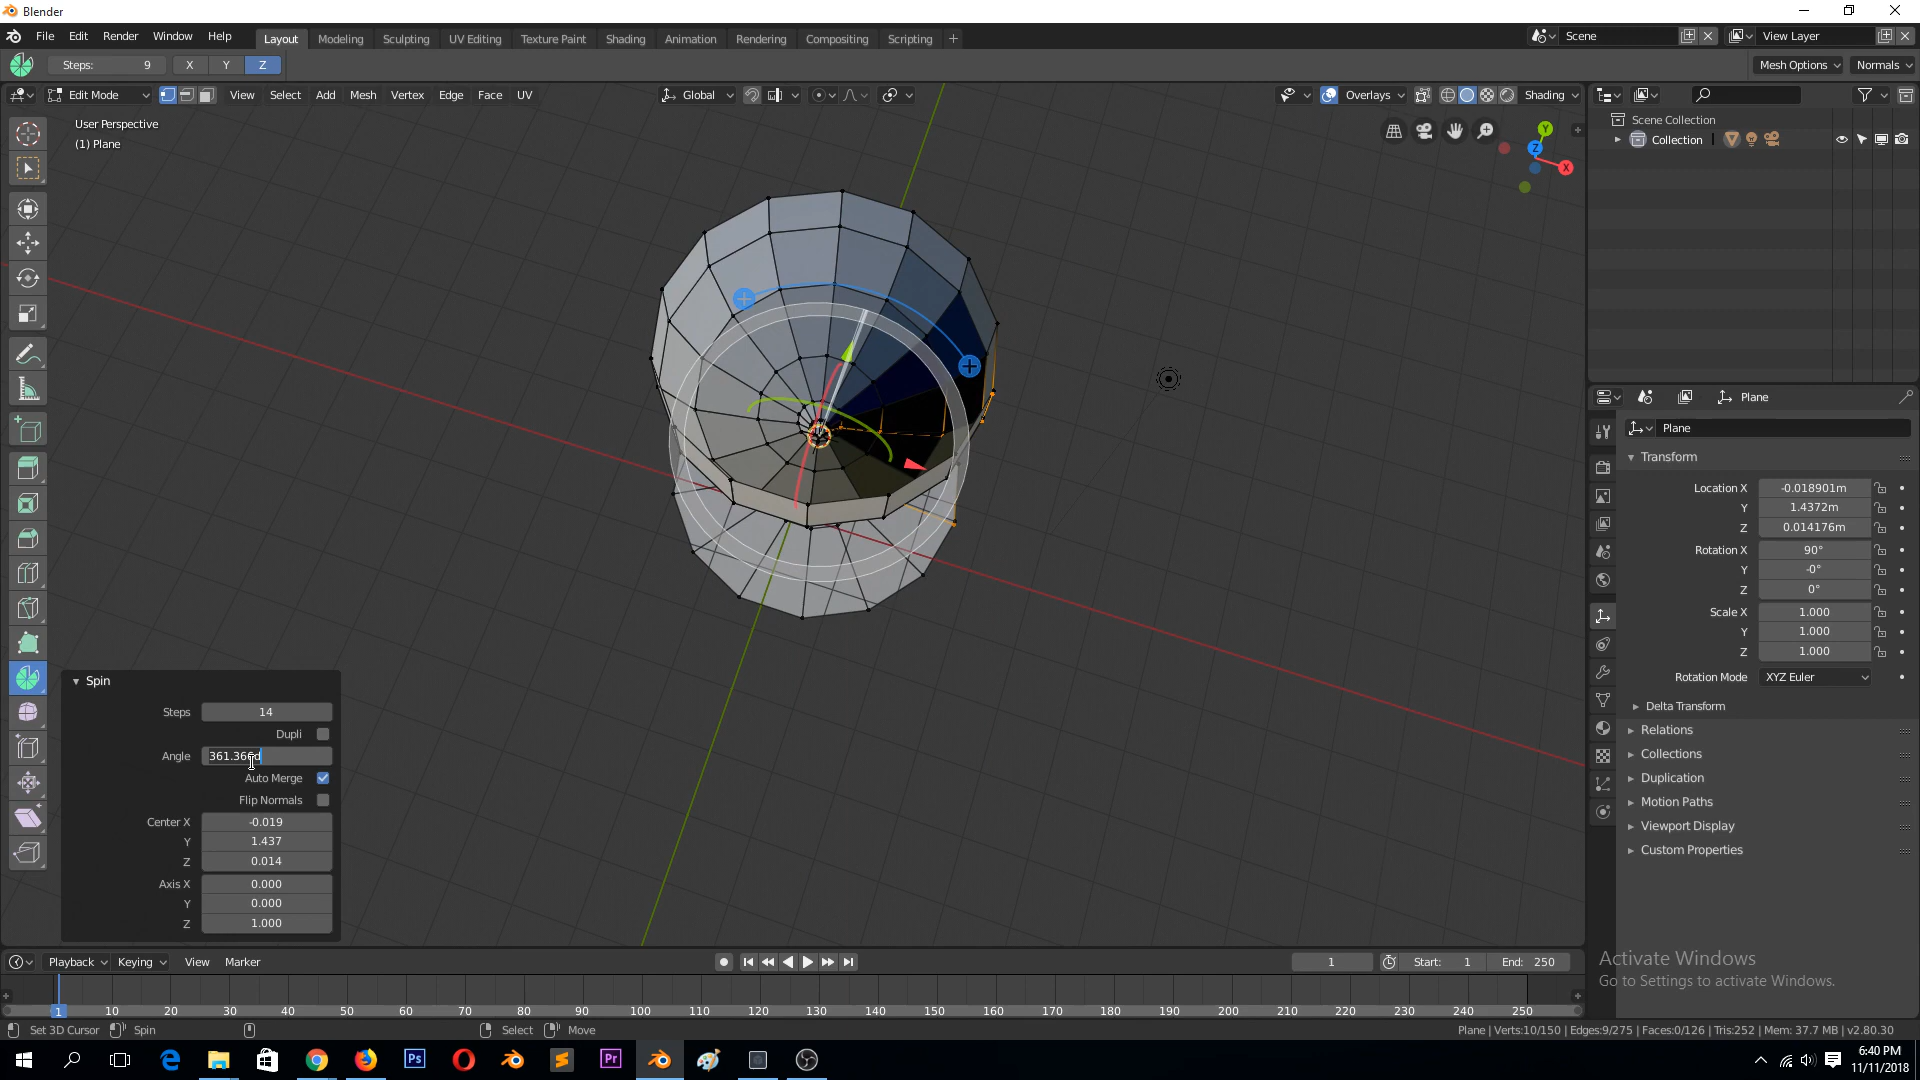 Blender
File Edit Render Window Help Layout Modeling Sculpting UV Editing Texture Paint Shading Animation Rendering Compositing Scripting + Scene View Layer
Steps: 9 X Y Z Mesh Options Normals
Edit Mode View Select Add Mesh Vertex Edge Face UV Global Overlays Shading
User Perspective
(1) Plane
Y
Z
X
Scene Collection
Collection
Plane
Plane
Transform
Location X -0.018901m
Y 1.4372m
Z 0.014176m
Rotation X 90°
Y -0°
Z 0°
Scale X 1.000
Y 1.000
Z 1.000
Rotation Mode XYZ Euler
Delta Transform
Relations
Collections
Duplication
Motion Paths
Viewport Display
Custom Properties
Spin
Steps 14
Dupli
Angle 361.366d
Auto Merge
Flip Normals
Center X -0.019
Y 1.437
Z 0.014
Axis X 0.000
Y 0.000
Z 1.000
Activate Windows
Go to Settings to activate Windows.
Playback Keying View Marker 1 Start: 1 End: 250
1 10 20 30 40 50 60 70 80 90 100 110 120 130 140 150 160 170 180 190 200 210 220 230 240 250
Set 3D Cursor Spin Select Move Plane | Verts:10/150 | Edges:9/275 | Faces:0/126 | Tris:252 | Mem: 37.7 MB | v2.80.30
Ps Pr
6:40 PM
11/11/2018